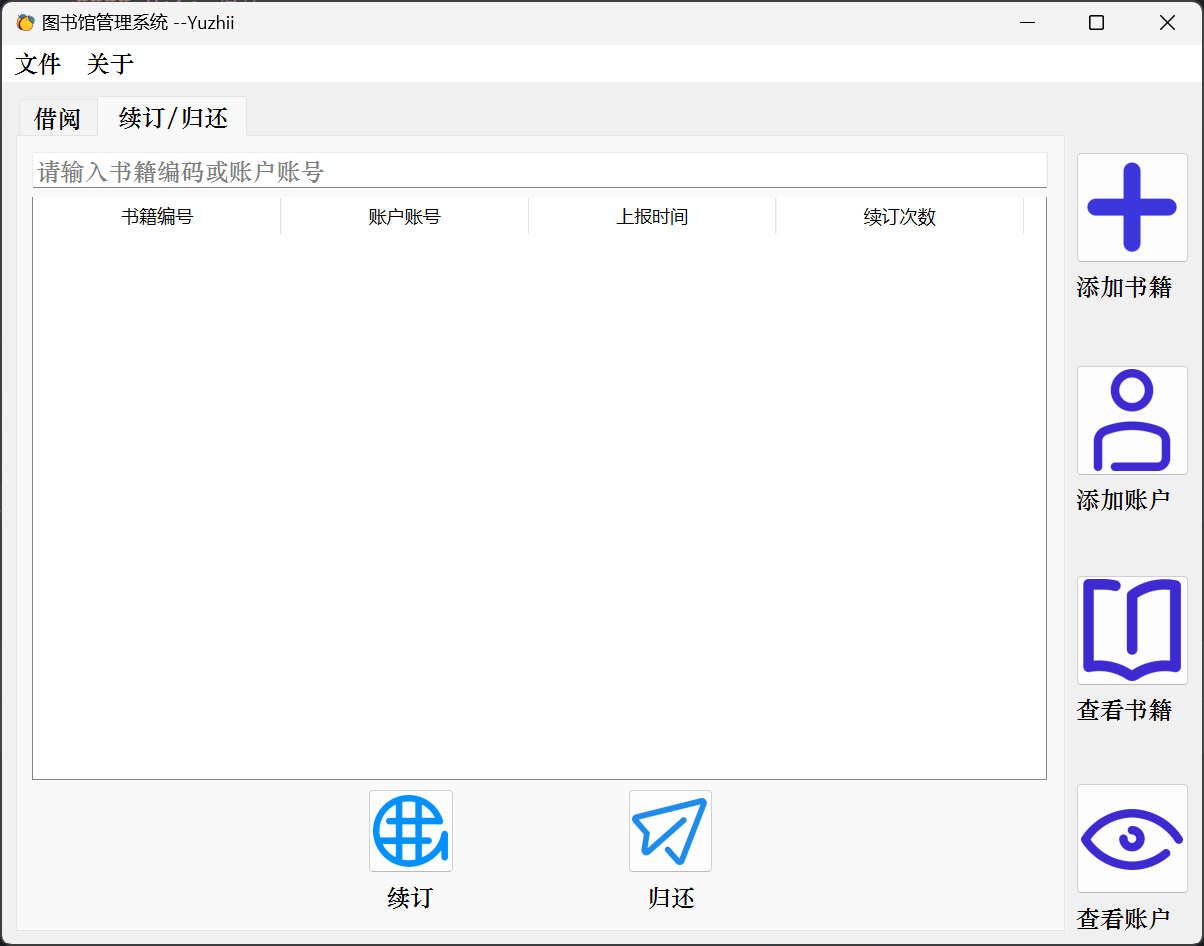 图书馆管理系统 --Yuzhii
文件 关于
借阅 续订/归还
请输入书籍编码或账户账号
书籍编号 账户账号 上报时间 续订次数
添加书籍
添加账户
查看书籍
续订 归还
查看账户